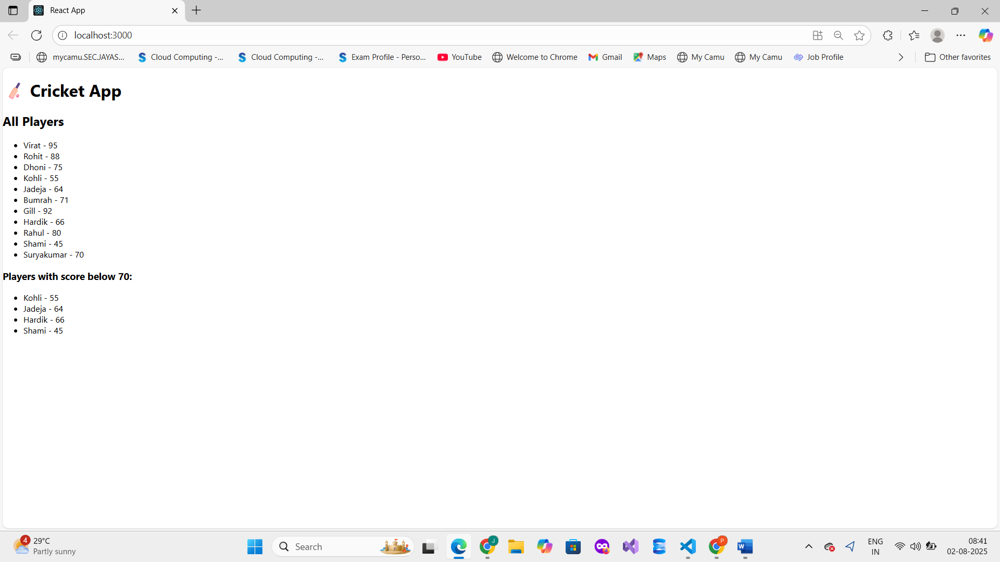 React App
localhost:3000
mycamu.SEC.JAYAS...
Cloud Computing -...
Cloud Computing -...
Exam Profile - Perso...
YouTube
Welcome to Chrome
Gmail
Maps
My Camu
My Camu
Job Profile
Other favorites
Cricket App
All Players
Virat - 95
Rohit - 88
Dhoni - 75
Kohli - 55
Jadeja - 64
Bumrah - 71
Gill - 92
Hardik - 66
Rahul - 80
Shami - 45
Suryakumar - 70
Players with score below 70:
Kohli - 55
Jadeja - 64
Hardik - 66
Shami - 45
4
29°C
Partly sunny
Search
J
P
W
ENG
IN
08:41
02-08-2025